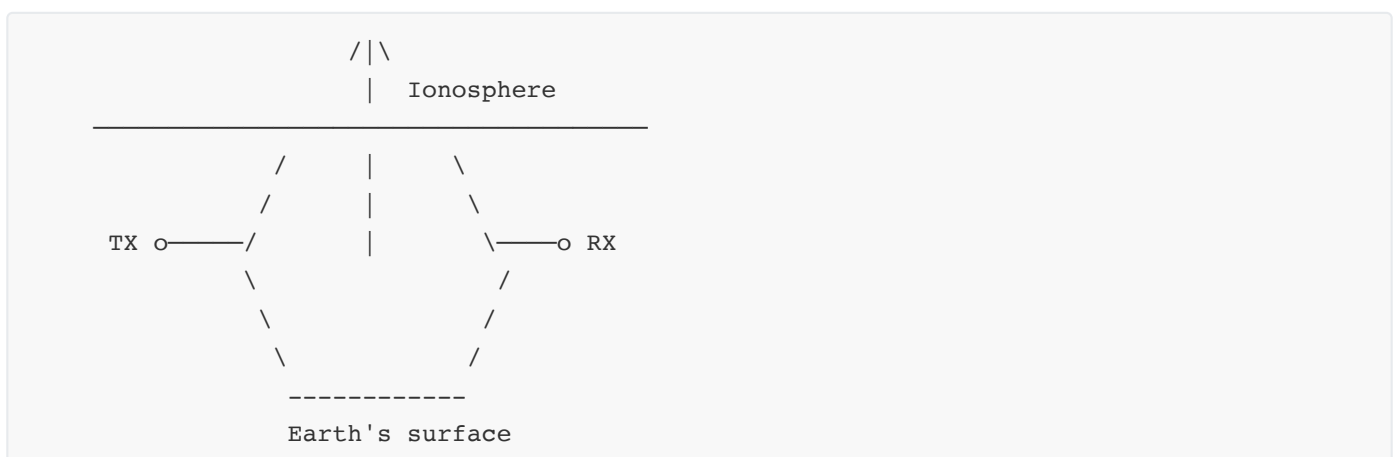 /|\
| Ionosphere
/ | \
/ | \
TX o─────/ | \────o RX
\ /
\ /
\ /
------------
Earth's surface